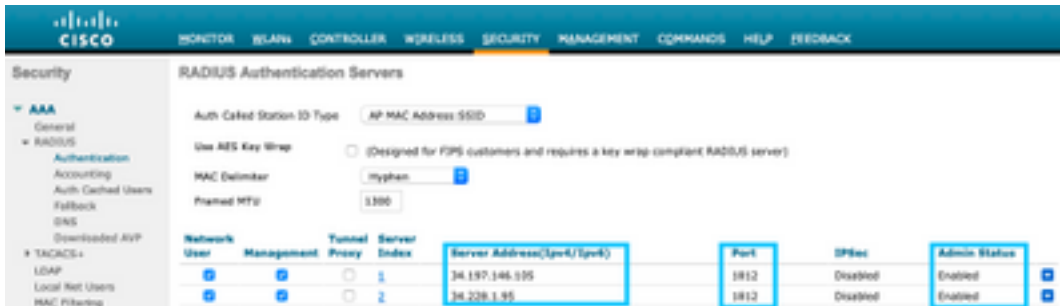 CISCO
MONITOR WLANs CONTROLLER WIRELESS SECURITY MANAGEMENT COMMANDS HELP FEEDBACK
Security
AAA
General
RADIUS
Authentication
Accounting
Auth Cached Users
Fallback
DNS
Downloaded AVP
TACACS+
LDAP
Local Net Users
MAC Filtering
RADIUS Authentication Servers
Auth Called Station ID Type AP MAC Address:SSID
Use AES Key Wrap (Designed for FIPS customers and requires a key wrap compliant RADIUS server)
MAC Delimiter Hyphen
Framed MTU 1300
Network User Management Tunnel Proxy Server Index Server Address(Ipv4/Ipv6) Port IPSec Admin Status
1 34.197.146.105 1812 Disabled Enabled
2 34.228.1.95 1812 Disabled Enabled